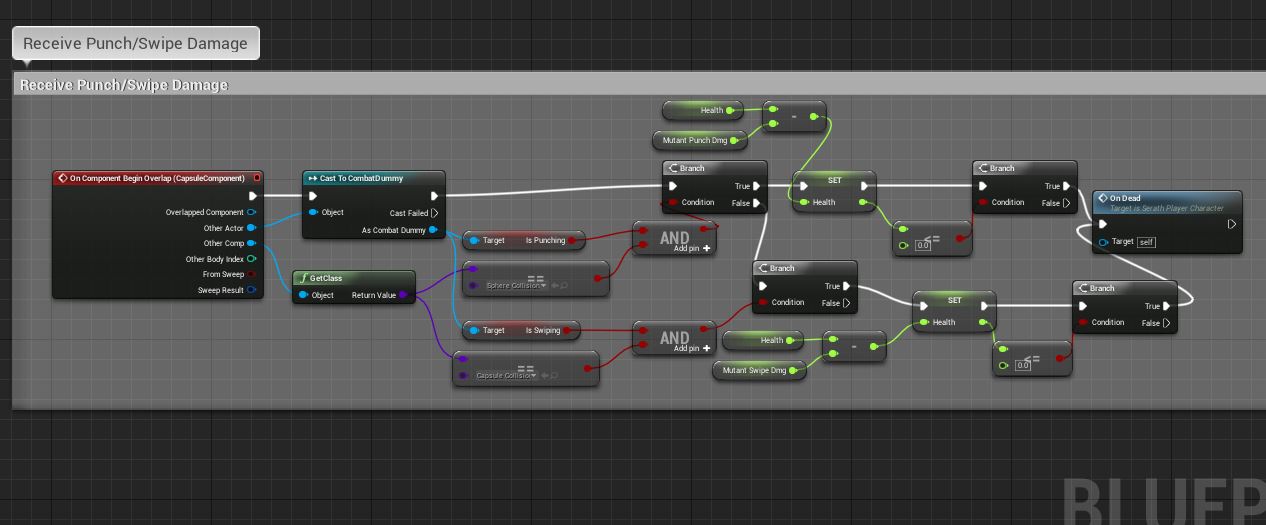 Receive Punch/Swipe Damage
Receive Punch/Swipe Damage
Health
-
Mutant Punch Dmg
On Component Begin Overlap (CapsuleComponent)
Overlapped Component
Other Actor
Other Comp
Other Body Index
From Sweep
Sweep Result
Cast To CombatDummy
Object
Cast Failed
As Combat Dummy
GetClass
Object
Return Value
Target
Is Punching
==
Sphere Collision
AND
Add pin +
Target
Is Swiping
==
Capsule Collision
AND
Add pin +
Branch
True
Condition
False
SET
Health
<=
0.0
Branch
True
Condition
False
On Dead
Target is Serath Player Character
Target
self
Branch
True
Condition
False
Health
-
Mutant Swipe Dmg
SET
Health
<=
0.0
Branch
True
Condition
False
BLUEP